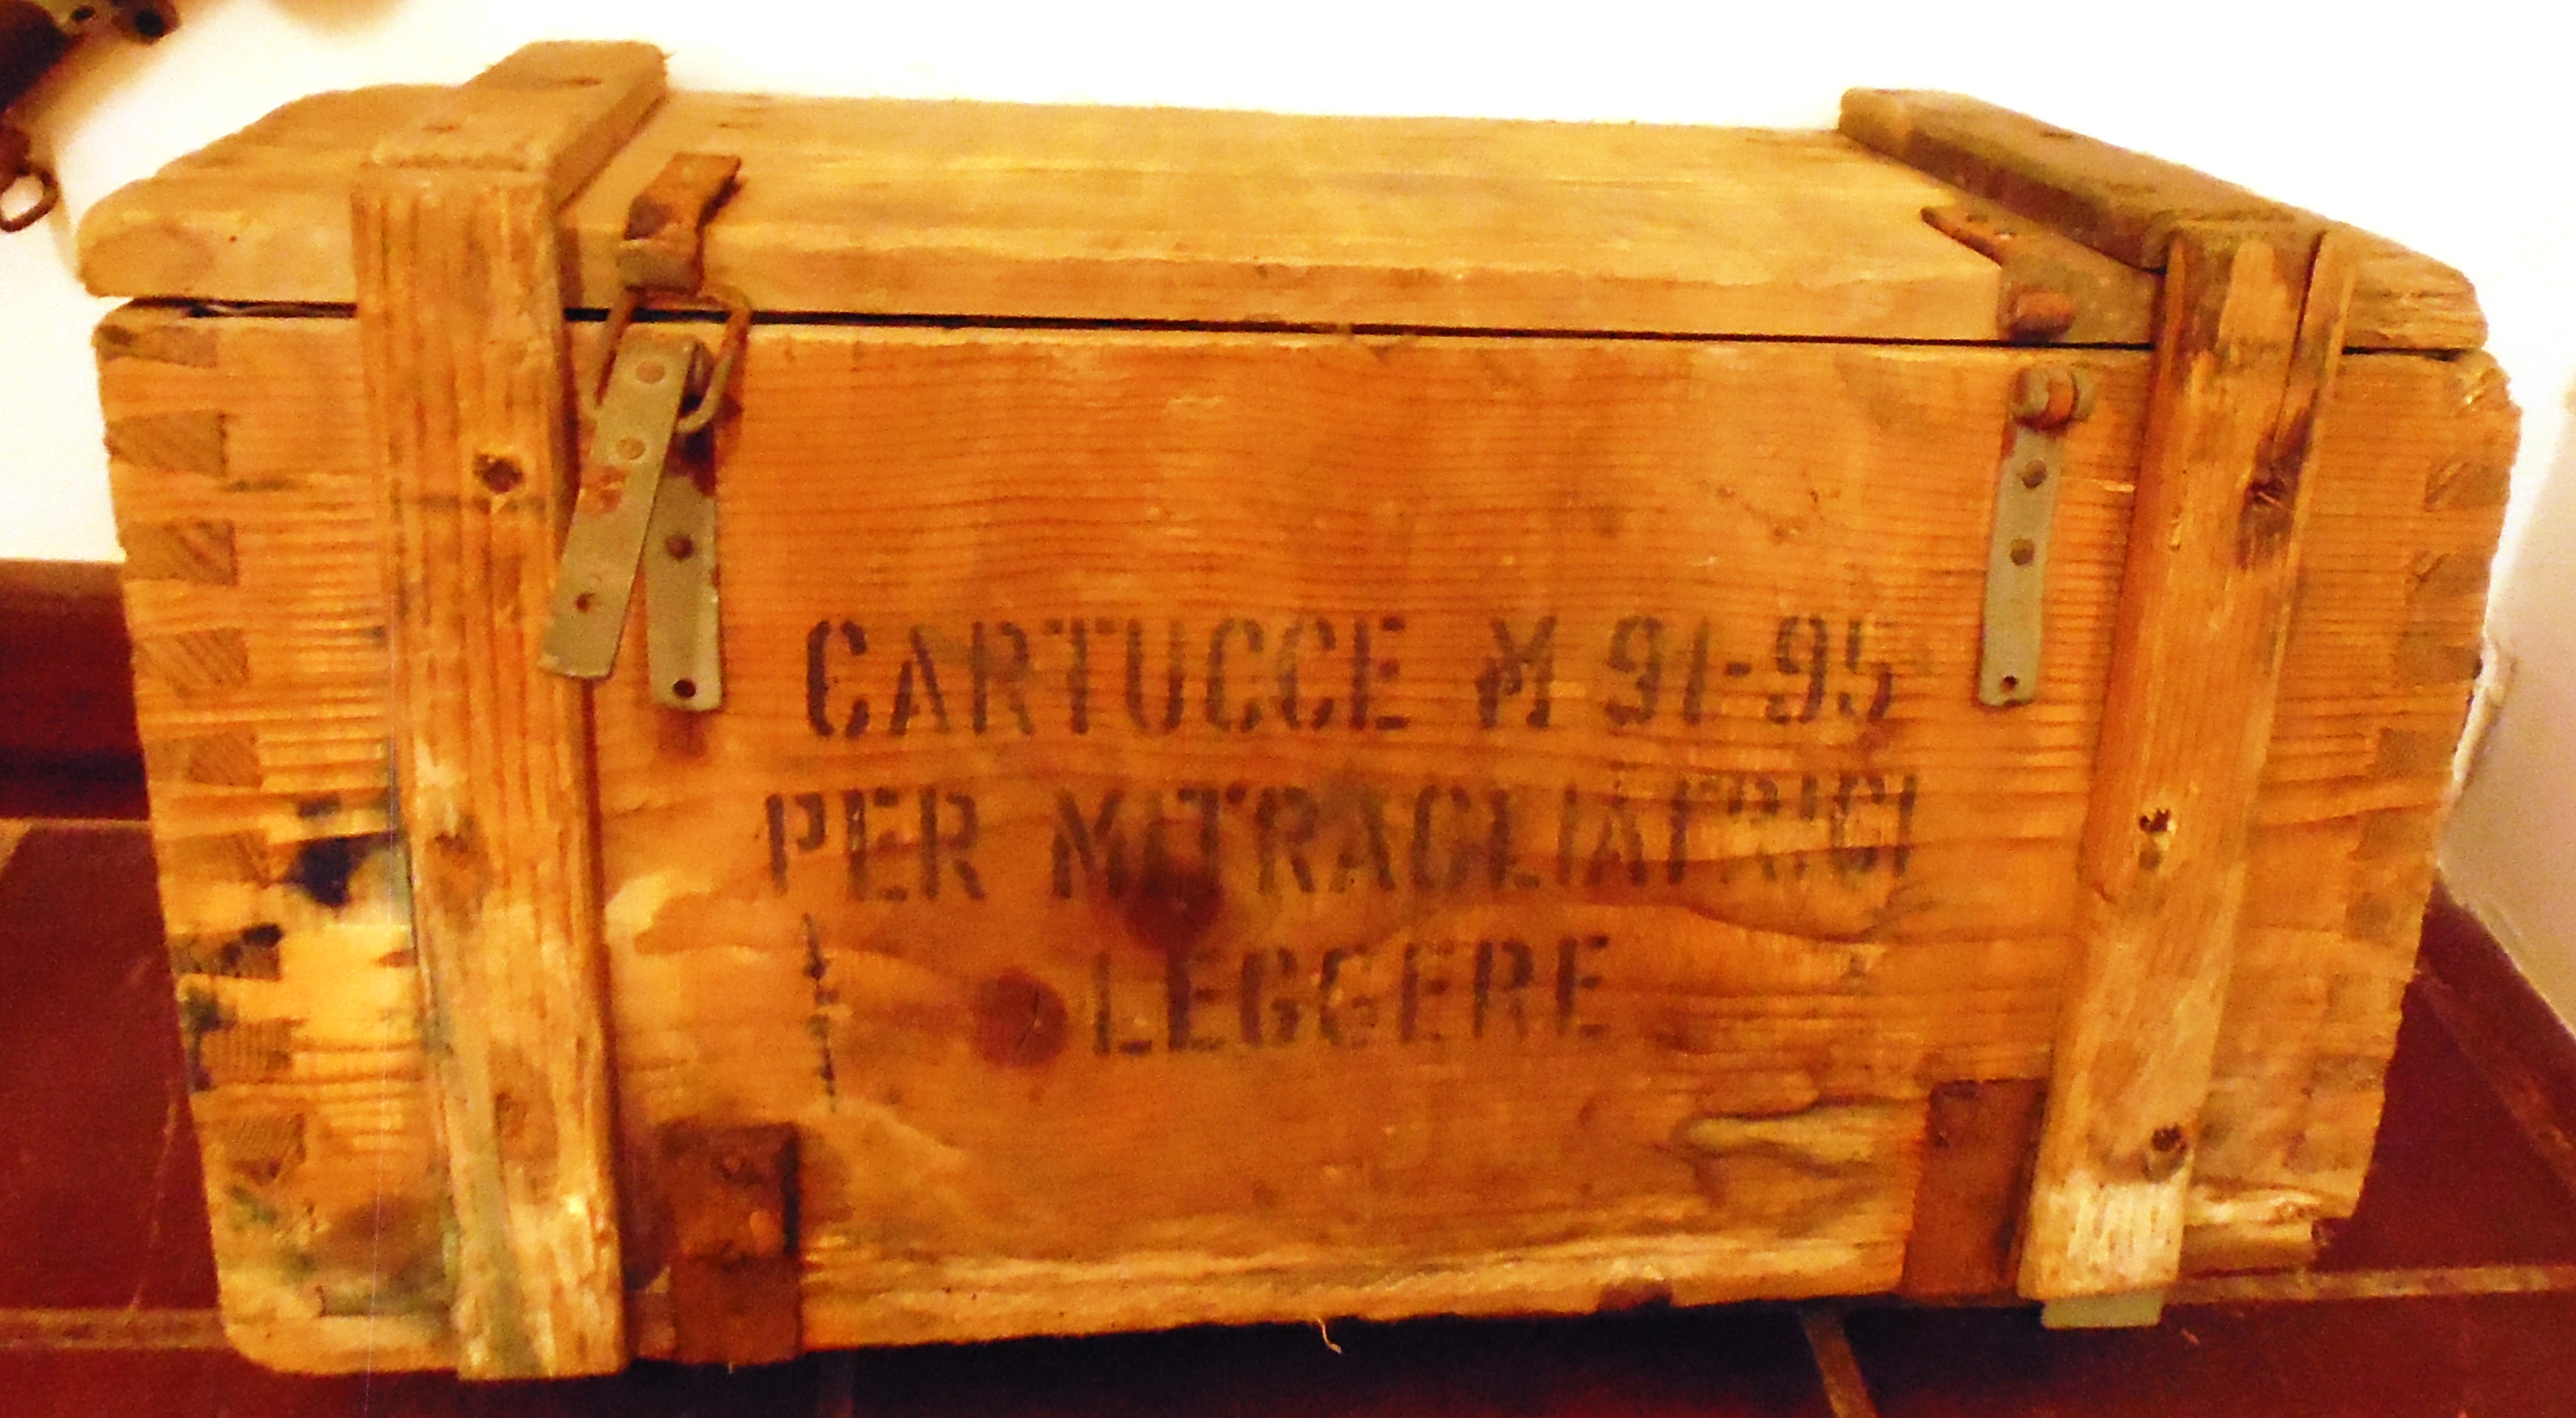 CARTUCCE M 91-95
PER MITRAGLIATRICI
LEGGERE